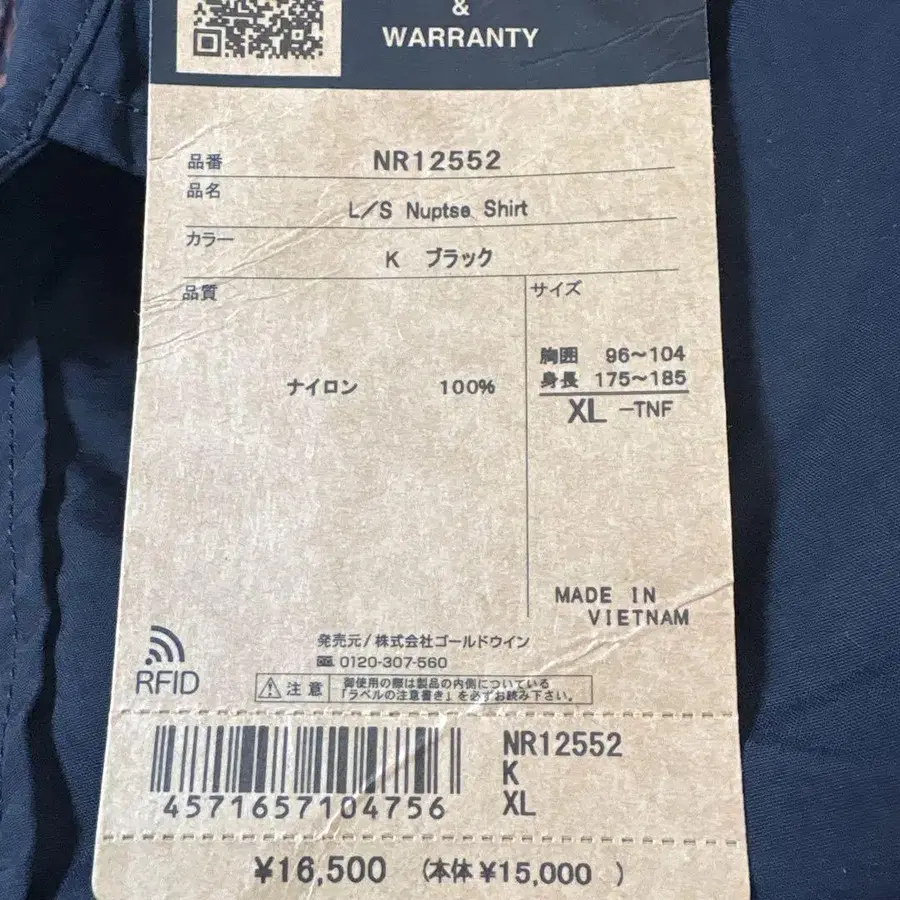 &
WARRANTY
品番 NR12552
品名
L/S Nuptse Shirt
カラー
K ブラック
品質
サイズ
胸囲 96~104
身長 175~185
XL -TNF
ナイロン 100%
MADE IN
VIETNAM
発売元/株式会社ゴールドウイン
0120-307-560
RFID
注意
御使用の際は製品の内側についている
「ラベルの注意書き」を必ずお読み下さい。
4571657104756
NR12552
K
XL
¥16,500 (本体¥15,000 )